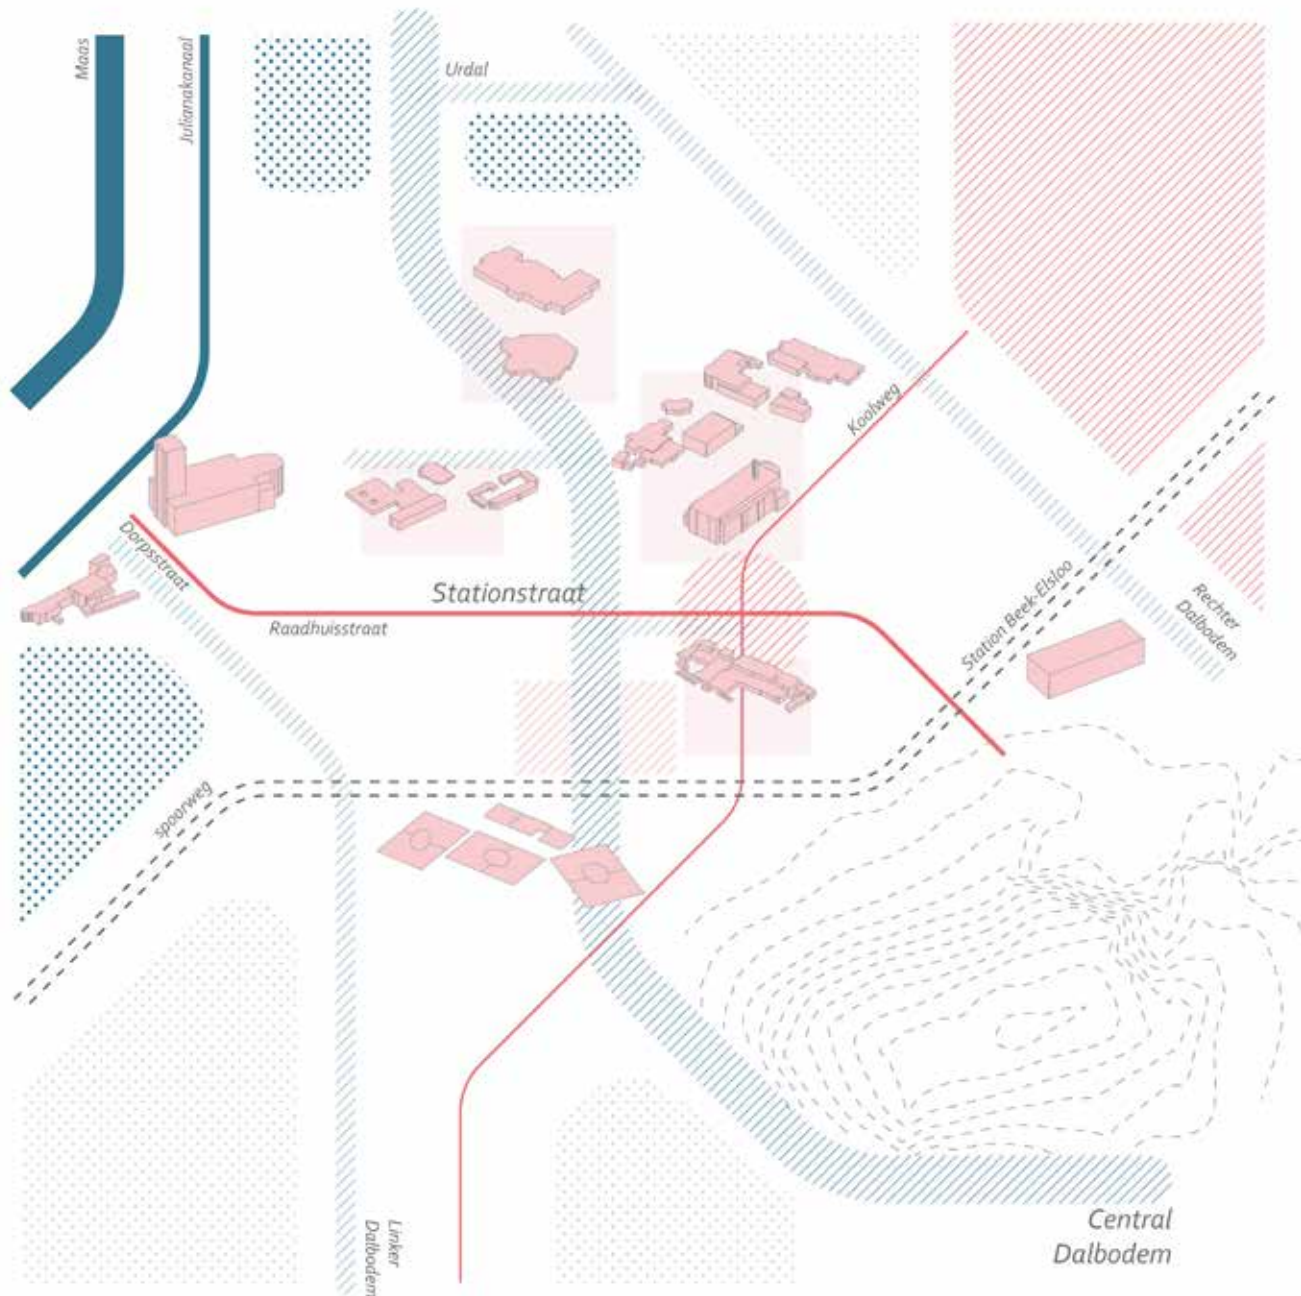 Maas
Julianakanaal
Urdal
Koolweg
Dorpsstraat
Stationstraat
Raadhuisstraat
Station Beek-Elsloo
Rechter
Dalbodem
spoorweg
Linker
Dalbodem
Central
Dalbodem